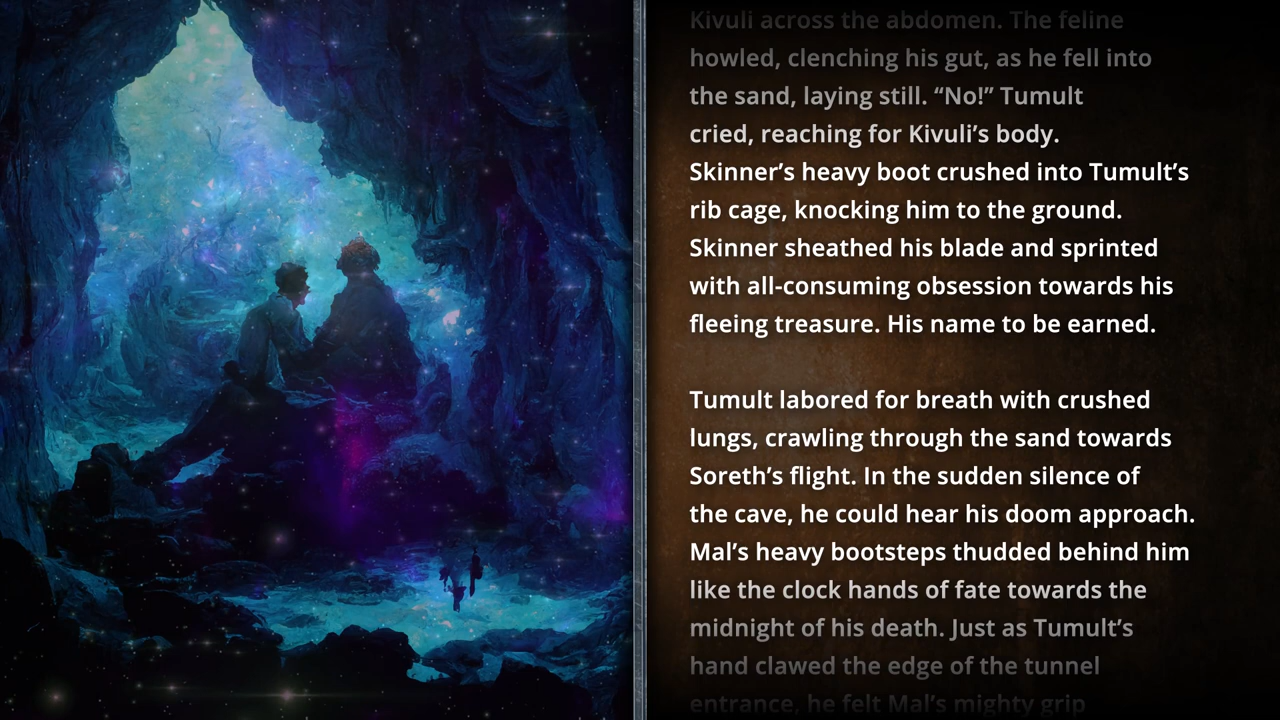 Kivuli across the abdomen. The feline
howled, clenching his gut, as he fell into
the sand, laying still. “No!” Tumult
cried, reaching for Kivuli’s body.
Skinner’s heavy boot crushed into Tumult’s
rib cage, knocking him to the ground.
Skinner sheathed his blade and sprinted
with all-consuming obsession towards his
fleeing treasure. His name to be earned.
Tumult labored for breath with crushed
lungs, crawling through the sand towards
Soreth’s flight. In the sudden silence of
the cave, he could hear his doom approach.
Mal’s heavy bootsteps thudded behind him
like the clock hands of fate towards the
midnight of his death. Just as Tumult’s
hand clawed the edge of the tunnel
entrance, he felt Mal’s mighty grip